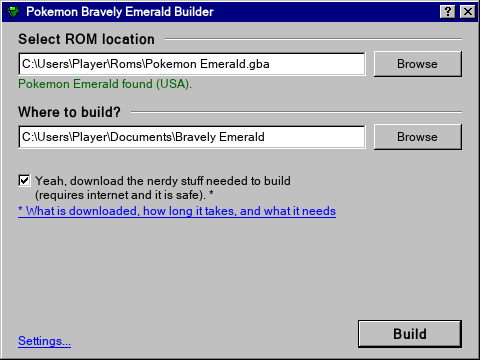 Pokemon Bravely Emerald Builder
Select ROM location
C:\Users\Player\Roms\Pokemon Emerald.gba
Browse
Pokemon Emerald found (USA).
Where to build?
C:\Users\Player\Documents\Bravely Emerald
Browse
Yeah, download the nerdy stuff needed to build
(requires internet and it is safe). *
* What is downloaded, how long it takes, and what it needs
Settings...
Build